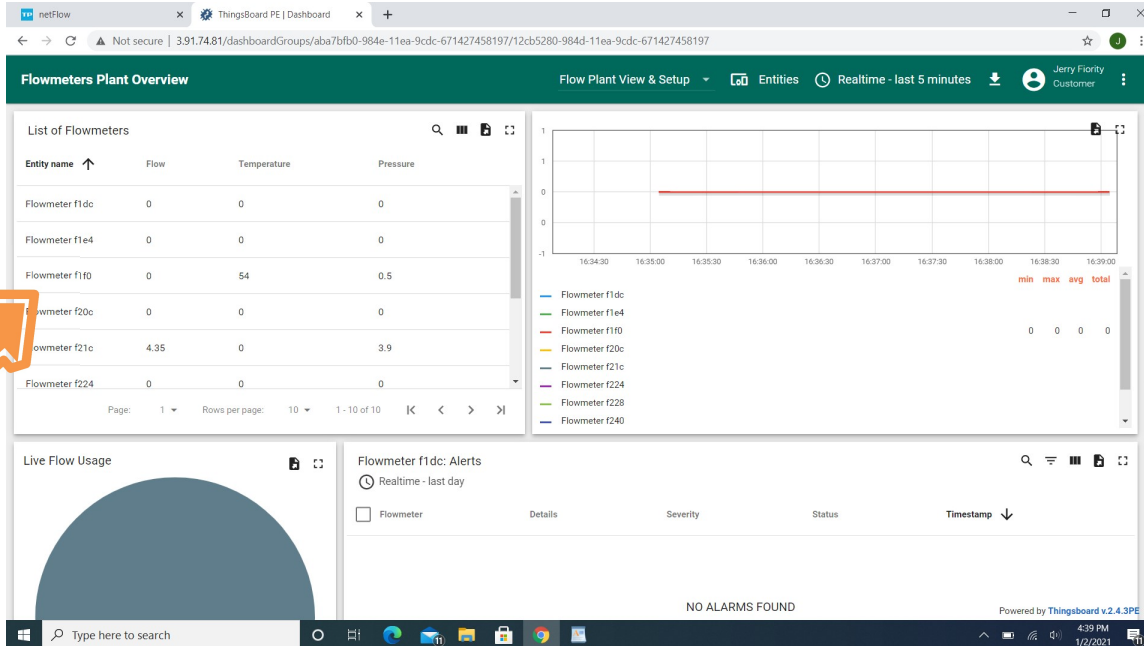 netFlow
ThingsBoard PE | Dashboard
Not secure | 3.91.74.81/dashboardGroups/aba7bfb0-984e-11ea-9cdc-671427458197/12cb5280-984d-11ea-9cdc-671427458197
J
Flowmeters Plant Overview
Flow Plant View & Setup
Entities
Realtime - last 5 minutes
Jerry Fiority
Customer
List of Flowmeters
Entity name Flow Temperature Pressure
Flowmeter f1dc 0 0 0
Flowmeter f1e4 0 0 0
Flowmeter f1f0 0 54 0.5
Flowmeter f20c 0 0 0
Flowmeter f21c 4.35 0 3.9
Flowmeter f224 0 0 0
Page: 1 Rows per page: 10 1 - 10 of 10
1
1
0
0
-1
16:34:30 16:35:00 16:35:30 16:36:00 16:36:30 16:37:00 16:37:30 16:38:00 16:38:30 16:39:00
min max avg total
Flowmeter f1dc
Flowmeter f1e4
Flowmeter f1f0 0 0 0 0
Flowmeter f20c
Flowmeter f21c
Flowmeter f224
Flowmeter f228
Flowmeter f240
Live Flow Usage
Flowmeter f1dc: Alerts
Realtime - last day
Flowmeter Details Severity Status Timestamp
NO ALARMS FOUND
Powered by Thingsboard v.2.4.3PE
Type here to search
11
4:39 PM
1/2/2021